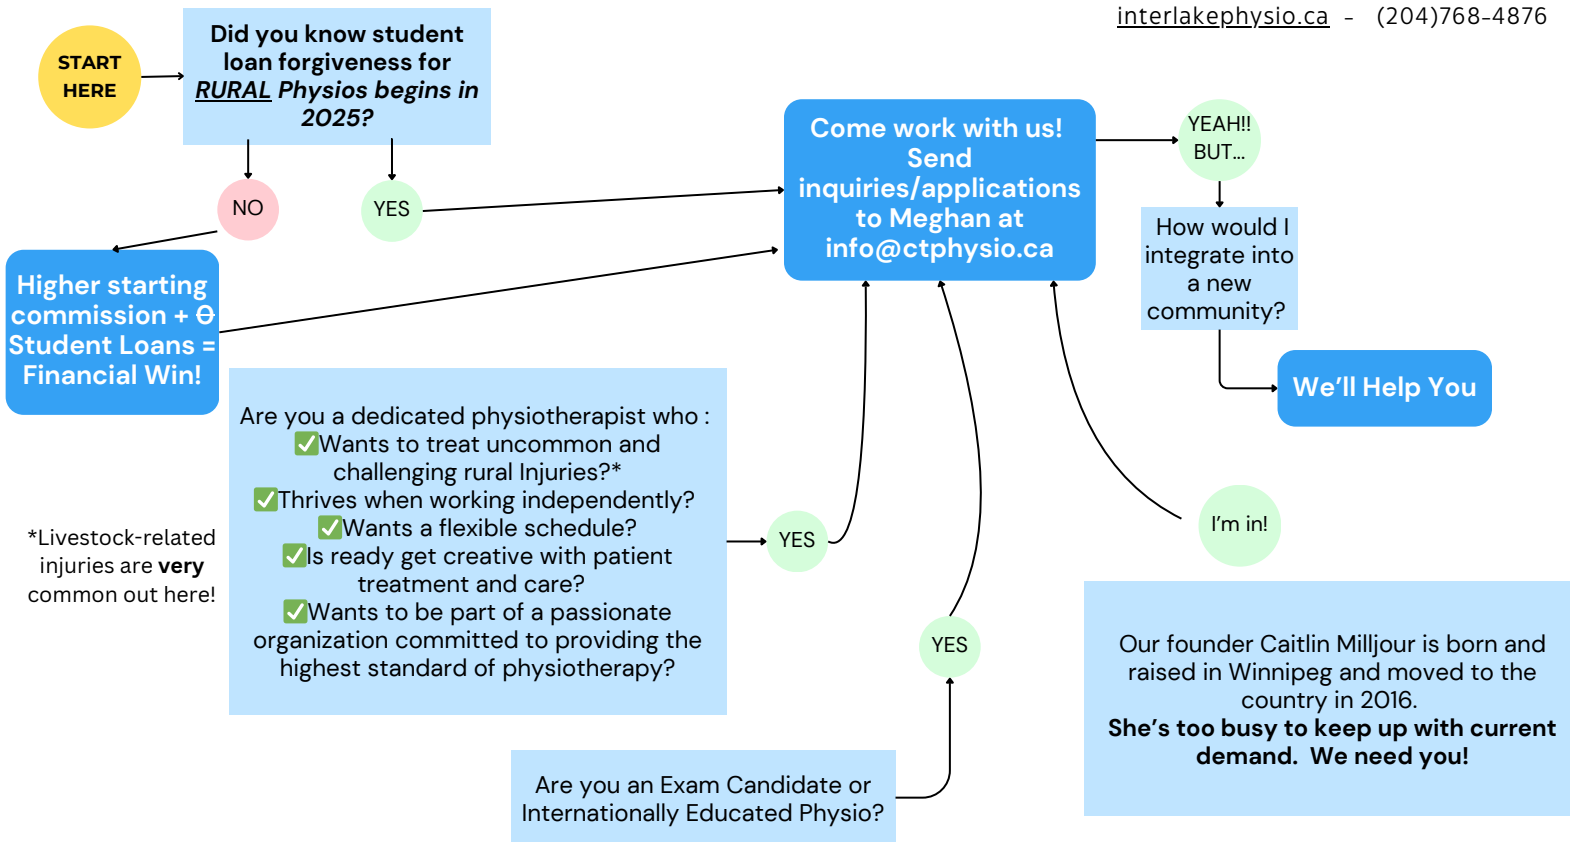 interlakephysio.ca -   (204)768-4876
START
HERE
Did you know student
loan forgiveness for
RURAL Physios begins in
2025?
NO
YES
Higher starting
commission + 0
Student Loans =
Financial Win!
Come work with us!
Send
inquiries/applications
to Meghan at
info@ctphysio.ca
YEAH!!
BUT...
How would I
integrate into
a new
community?
We'll Help You
Are you a dedicated physiotherapist who :
✅Wants to treat uncommon and
challenging rural Injuries?*
✅Thrives when working independently?
✅Wants a flexible schedule?
✅Is ready get creative with patient
treatment and care?
✅Wants to be part of a passionate
organization committed to providing the
highest standard of physiotherapy?
*Livestock-related
injuries are very
common out here!
YES
YES
Are you an Exam Candidate or
Internationally Educated Physio?
I'm in!
Our founder Caitlin Milljour is born and
raised in Winnipeg and moved to the
country in 2016.
She's too busy to keep up with current
demand.  We need you!